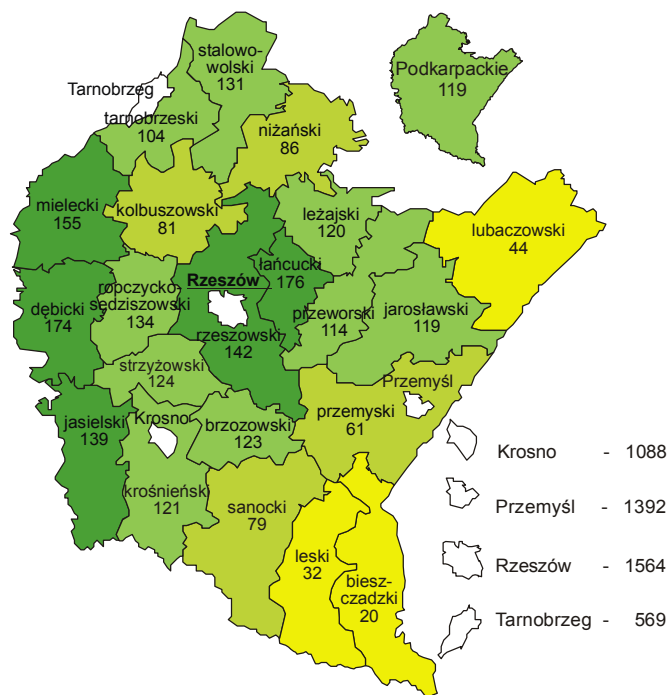 stalowo-
wolski
131
Podkarpackie
119
Tarnobrzeg
tarnobrzeski
104
niżański
86
mielecki
155
kolbuszowski
81
leżajski
120
lubaczowski
44
Rzeszów
łańcucki
176
ropczycko-
sędziszowski
134
dębicki
174
rzeszowski
142
przeworski
114
jarosławski
119
strzyżowski
124
Przemyśl
przemyski
61
jasielski
139
Krosno
brzozowski
123
krośnieński
121
sanocki
79
leski
32
biesz-
czadzki
20
Krosno - 1088
Przemyśl - 1392
Rzeszów - 1564
Tarnobrzeg - 569